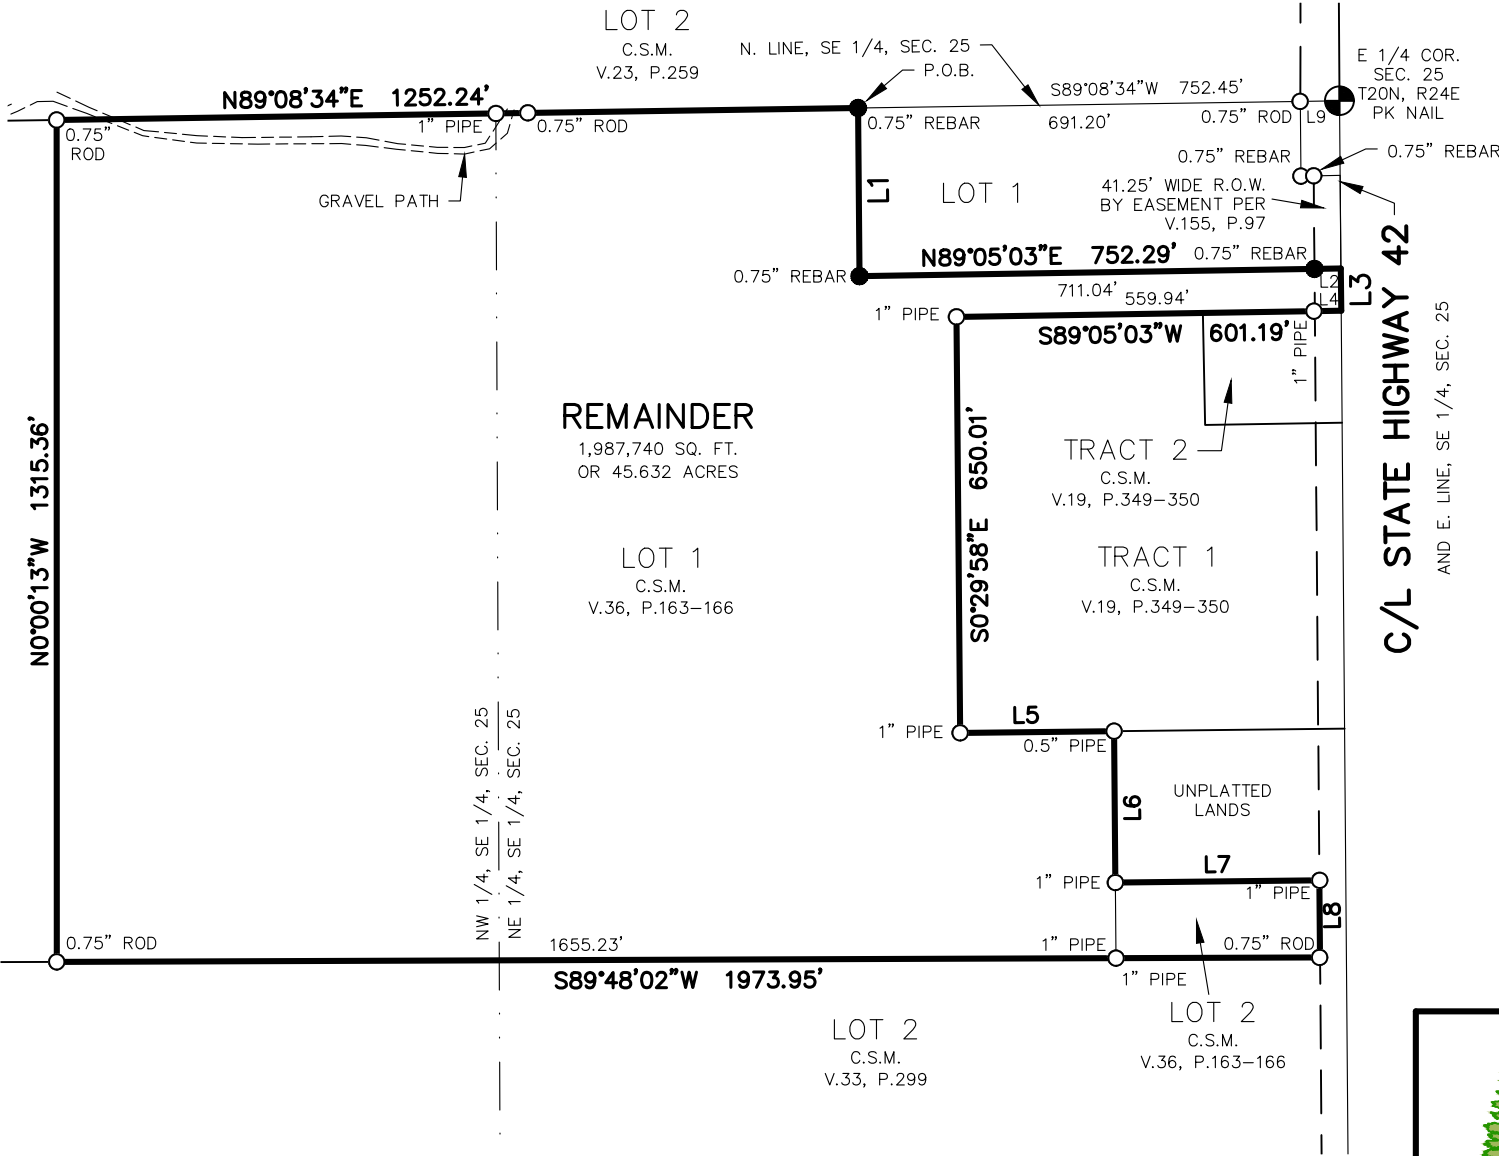 LOT 2
C.S.M.
V.23, P.259
N. LINE, SE 1/4, SEC. 25
P.O.B.
E 1/4 COR.
SEC. 25
T20N, R24E
PK NAIL
N89°08'34"E 1252.24'
S89°08'34"W 752.45'
691.20'
0.75" ROD
L9
0.75"
ROD
1" PIPE
0.75" ROD
0.75" REBAR
0.75" REBAR
0.75" REBAR
GRAVEL PATH
L1
LOT 1
41.25' WIDE R.O.W.
BY EASEMENT PER
V.155, P.97
N89°05'03"E 752.29'
0.75" REBAR
0.75" REBAR
L2
L3
L4
711.04'
559.94'
1" PIPE
S89°05'03"W 601.19'
1" PIPE
C/L STATE HIGHWAY 42
AND E. LINE, SE 1/4, SEC. 25
REMAINDER
1,987,740 SQ. FT.
OR 45.632 ACRES
N0°00'13"W 1315.36'
S0°29'58"E 650.01'
TRACT 2
C.S.M.
V.19, P.349-350
LOT 1
C.S.M.
V.36, P.163-166
TRACT 1
C.S.M.
V.19, P.349-350
NW 1/4, SE 1/4, SEC. 25
NE 1/4, SE 1/4, SEC. 25
1" PIPE
L5
0.5" PIPE
L6
UNPLATTED
LANDS
L7
1" PIPE
1" PIPE
L8
0.75" ROD
1655.23'
1" PIPE
0.75" ROD
S89°48'02"W 1973.95'
1" PIPE
LOT 2
C.S.M.
V.33, P.299
LOT 2
C.S.M.
V.36, P.163-166